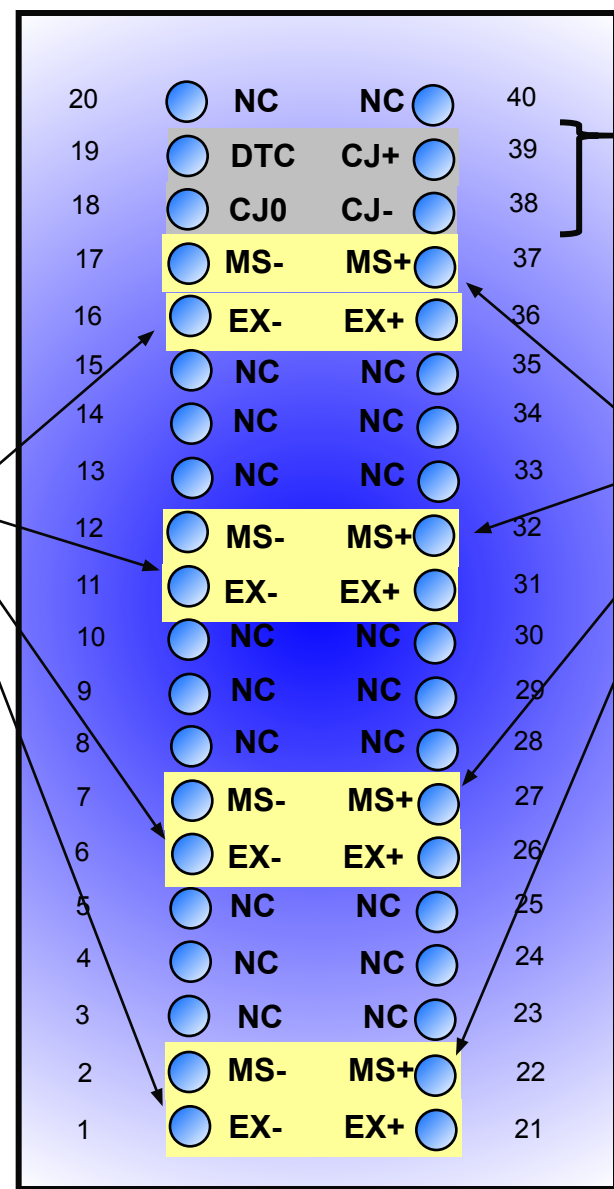 20 NC NC 40
19 DTC CJ+ 39
18 CJ0 CJ- 38
17 MS- MS+ 37
16 EX- EX+ 36
15 NC NC 35
14 NC NC 34
13 NC NC 33
12 MS- MS+ 32
11 EX- EX+ 31
10 NC NC 30
9 NC NC 29
8 NC NC 28
7 MS- MS+ 27
6 EX- EX+ 26
5 NC NC 25
4 NC NC 24
3 NC NC 23
2 MS- MS+ 22
1 EX- EX+ 21